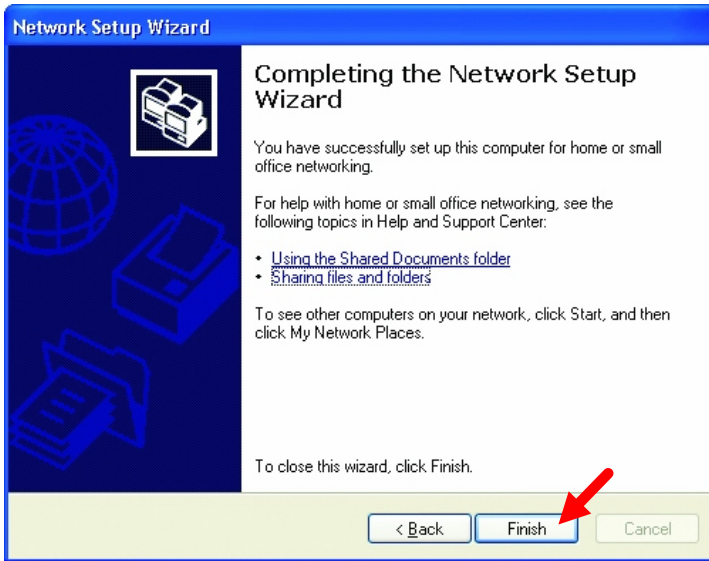 Network Setup Wizard
Completing the Network Setup
Wizard
You have successfully set up this computer for home or small
office networking.
For help with home or small office networking, see the
following topics in Help and Support Center:
• Using the Shared Documents folder
• Sharing files and folders
To see other computers on your network, click Start, and then
click My Network Places.
To close this wizard, click Finish.
< Back Finish Cancel